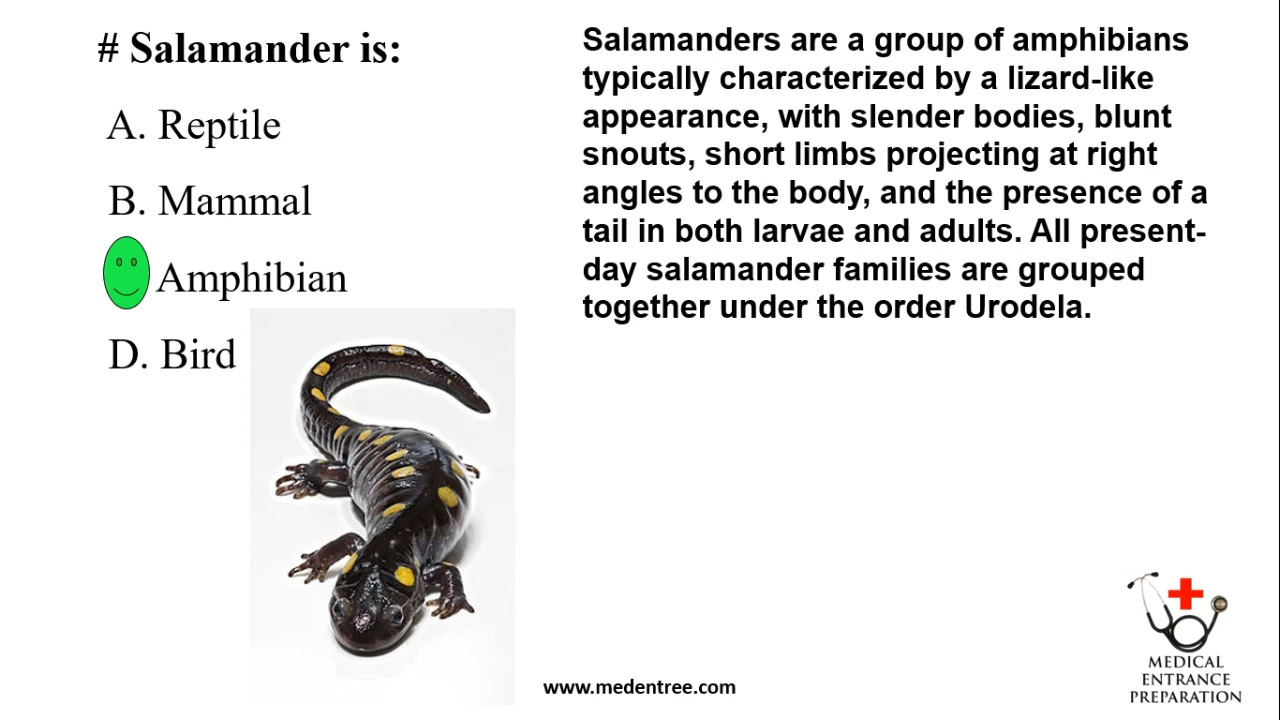 # Salamander is:
A. Reptile
B. Mammal
Amphibian
D. Bird
Salamanders are a group of amphibians
typically characterized by a lizard-like
appearance, with slender bodies, blunt
snouts, short limbs projecting at right
angles to the body, and the presence of a
tail in both larvae and adults. All present-
day salamander families are grouped
together under the order Urodela.
www.medentree.com
MEDICAL
ENTRANCE
PREPARATION